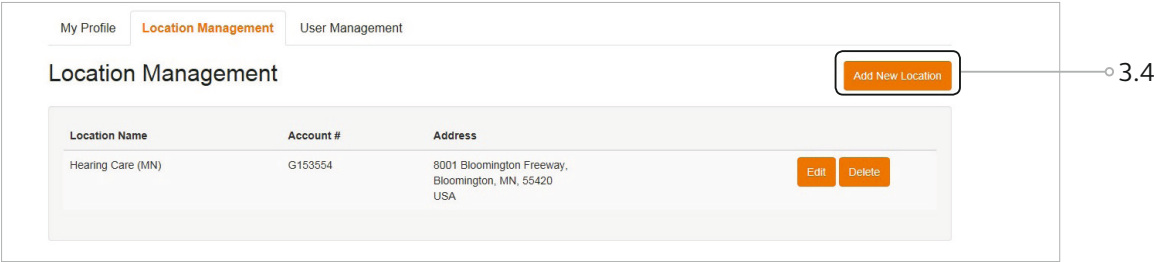 My Profile Location Management User Management
Location Management
Add New Location
3.4
Location Name Account # Address
Hearing Care (MN) G153554 8001 Bloomington Freeway,
Bloomington, MN, 55420
USA
Edit Delete